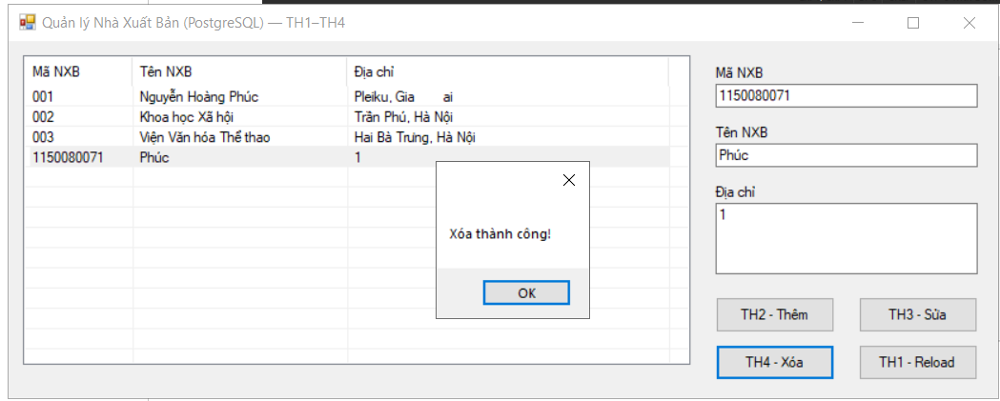 Quản lý Nhà Xuất Bản (PostgreSQL) — TH1–TH4
Mã NXB Tên NXB Địa chỉ
001 Nguyễn Hoàng Phúc Pleiku, Gia ai
002 Khoa học Xã hội Trần Phú, Hà Nội
003 Viện Văn hóa Thể thao Hai Bà Trưng, Hà Nội
1150080071 Phúc 1
Xóa thành công!
OK
Mã NXB
1150080071
Tên NXB
Phúc
Địa chỉ
1
TH2 - Thêm TH3 - Sửa
TH4 - Xóa TH1 - Reload